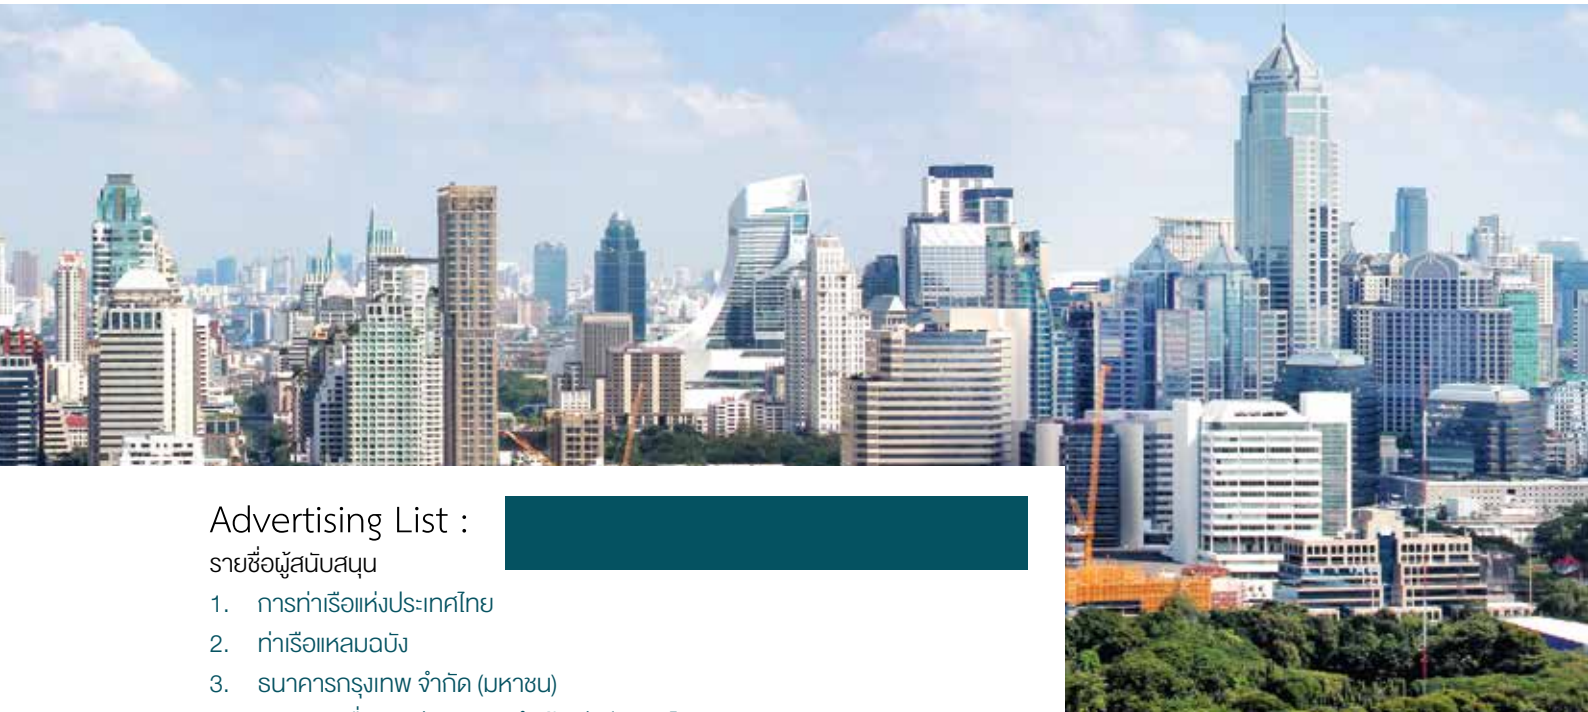 Advertising List :
รายชื่อผู้สนับสนุน
1. การท่าเรือแห่งประเทศไทย
2. ท่าเรือแหลมฉบัง
3. ธนาคารกรุงเทพ จำกัด (มหาชน)